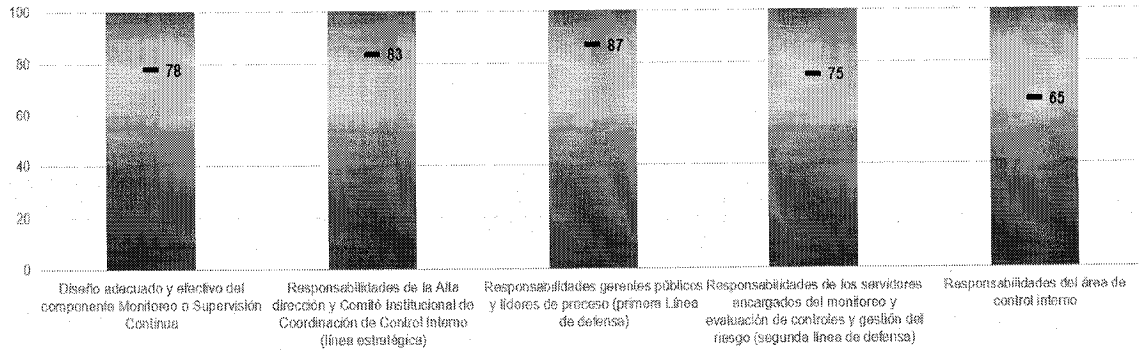 100
80
60
40
20
0
78
83
87
75
65
Diseño adecuado y efectivo del
componente Monitoreo o Supervisión
Continua
Responsabilidades de la Alta
dirección y Comité Institucional de
Coordinación de Control Interno
(línea estratégica)
Responsabilidades gerentes públicos
y líderes de proceso (primera Línea
de defensa)
Responsabilidades de los servidores
encargados del monitoreo y
evaluación de controles y gestión del
riesgo (segunda línea de defensa)
Responsabilidades del área de
control interno